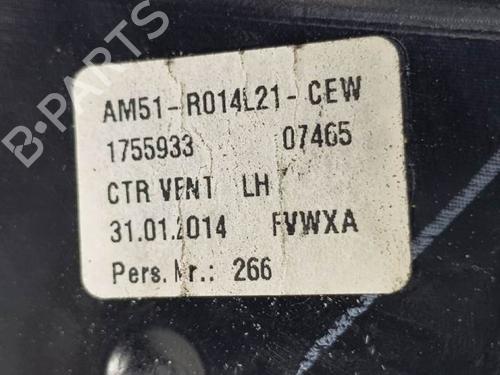 B-PARTS
AM51-R014L21-CEW
1755933 07465
CTR VENT LH
31.01.2014 FVWXA
Pers.Nr.: 266